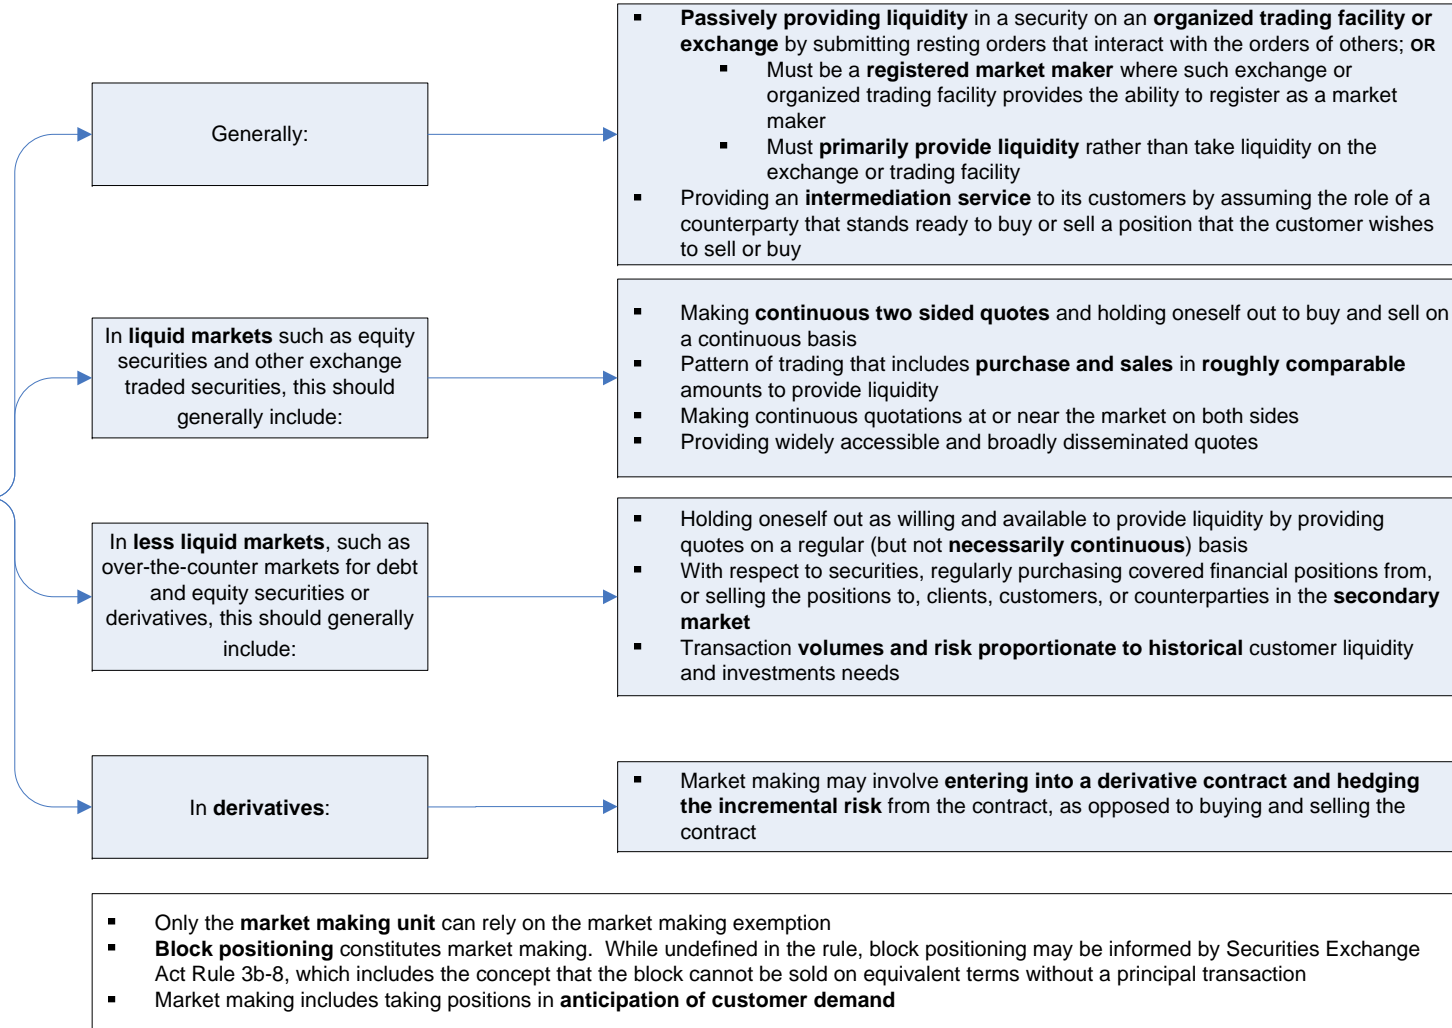 Generally:
▪ Passively providing liquidity in a security on an organized trading facility or
exchange by submitting resting orders that interact with the orders of others; OR
▪ Must be a registered market maker where such exchange or
organized trading facility provides the ability to register as a market
maker
▪ Must primarily provide liquidity rather than take liquidity on the
exchange or trading facility
▪ Providing an intermediation service to its customers by assuming the role of a
counterparty that stands ready to buy or sell a position that the customer wishes
to sell or buy
In liquid markets such as equity
securities and other exchange
traded securities, this should
generally include:
▪ Making continuous two sided quotes and holding oneself out to buy and sell on
a continuous basis
▪ Pattern of trading that includes purchase and sales in roughly comparable
amounts to provide liquidity
▪ Making continuous quotations at or near the market on both sides
▪ Providing widely accessible and broadly disseminated quotes
In less liquid markets, such as
over-the-counter markets for debt
and equity securities or
derivatives, this should generally
include:
▪ Holding oneself out as willing and available to provide liquidity by providing
quotes on a regular (but not necessarily continuous) basis
▪ With respect to securities, regularly purchasing covered financial positions from,
or selling the positions to, clients, customers, or counterparties in the secondary
market
▪ Transaction volumes and risk proportionate to historical customer liquidity
and investments needs
In derivatives:
▪ Market making may involve entering into a derivative contract and hedging
the incremental risk from the contract, as opposed to buying and selling the
contract
▪ Only the market making unit can rely on the market making exemption
▪ Block positioning constitutes market making. While undefined in the rule, block positioning may be informed by Securities Exchange
Act Rule 3b-8, which includes the concept that the block cannot be sold on equivalent terms without a principal transaction
▪ Market making includes taking positions in anticipation of customer demand